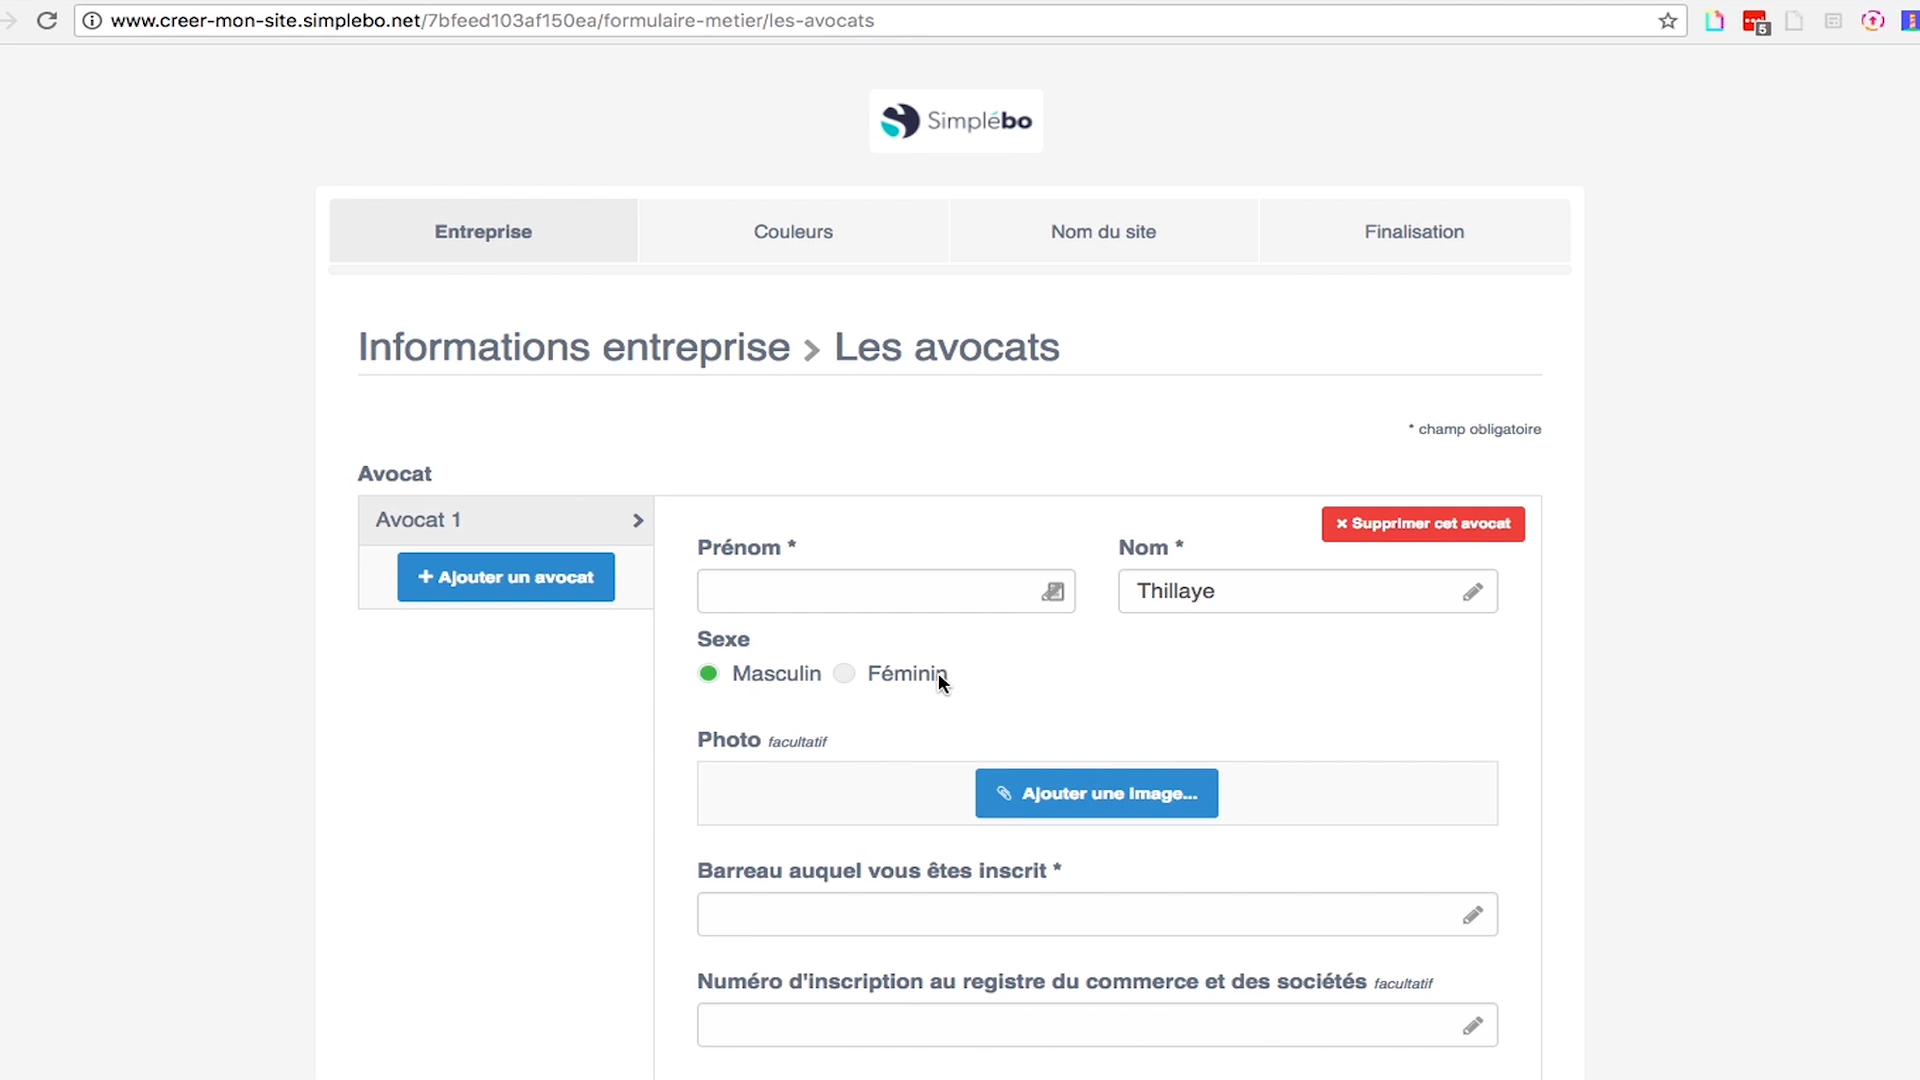 www.creer-mon-site.simplebo.net/7bfeed103af150ea/formulaire-metier/les-avocats
5
Simplébo
Entreprise
Couleurs
Nom du site
Finalisation
Informations entreprise > Les avocats
* champ obligatoire
Avocat
Avocat 1
+ Ajouter un avocat
× Supprimer cet avocat
Prénom *
Nom *
Thillaye
Sexe
Masculin
Féminin
Photo facultatif
Ajouter une Image...
Barreau auquel vous êtes inscrit *
Numéro d'inscription au registre du commerce et des sociétés facultatif